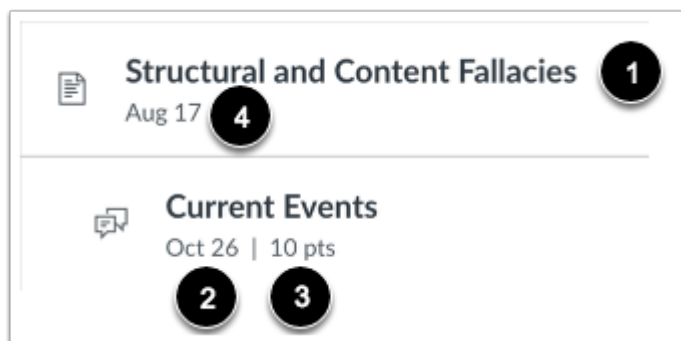 Structural and Content Fallacies 1
Aug 17 4
Current Events
Oct 26 | 10 pts
2 3